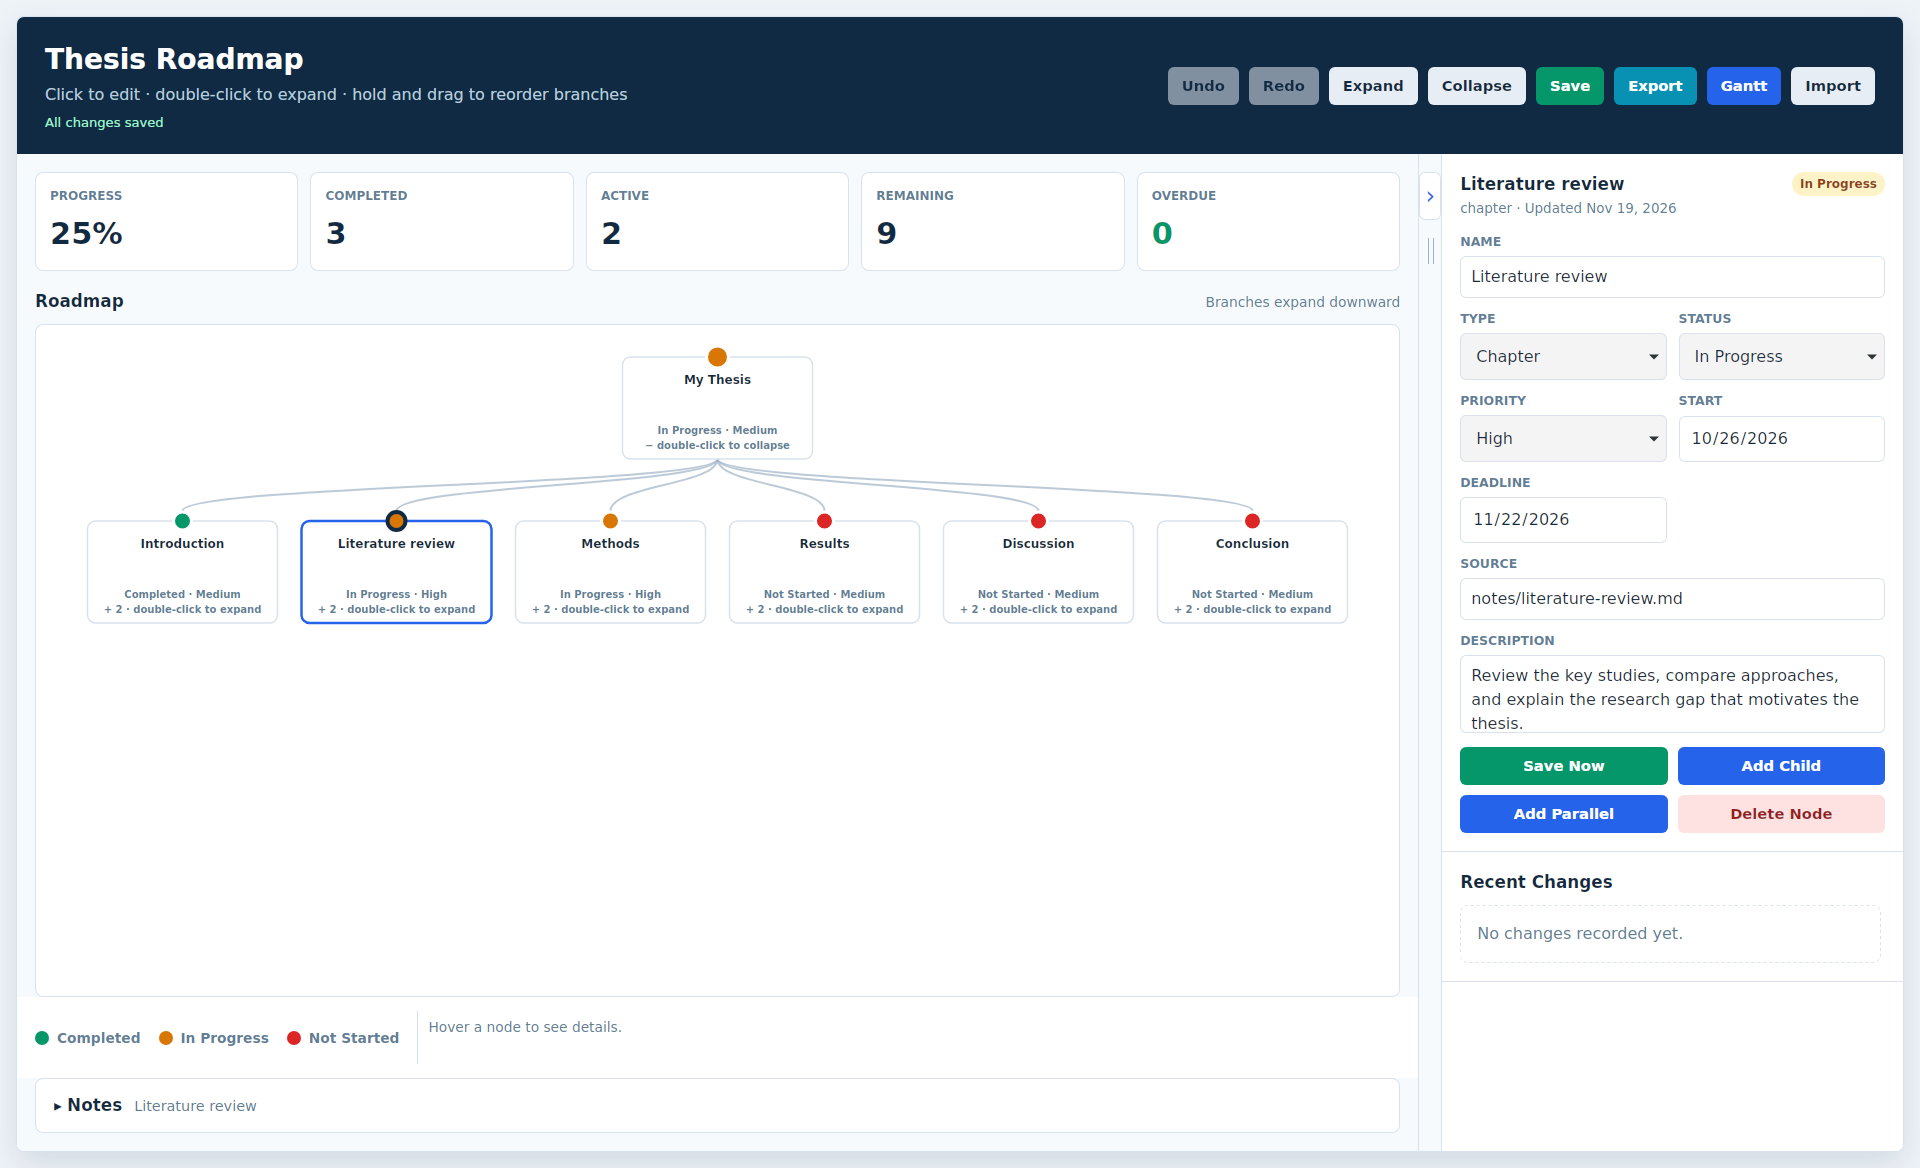 Thesis Roadmap
Click to edit · double-click to expand · hold and drag to reorder branches
All changes saved
Undo
Redo
Expand
Collapse
Save
Export
Gantt
Import
PROGRESS
25%
COMPLETED
3
ACTIVE
2
REMAINING
9
OVERDUE
0
Roadmap
Branches expand downward
My Thesis
In Progress · Medium
− double-click to collapse
Introduction
Completed · Medium
+ 2 · double-click to expand
Literature review
In Progress · High
+ 2 · double-click to expand
Methods
In Progress · High
+ 2 · double-click to expand
Results
Not Started · Medium
+ 2 · double-click to expand
Discussion
Not Started · Medium
+ 2 · double-click to expand
Conclusion
Not Started · Medium
+ 2 · double-click to expand
Completed
In Progress
Not Started
Hover a node to see details.
▸ Notes Literature review
Literature review
In Progress
chapter · Updated Nov 19, 2026
NAME
Literature review
TYPE
Chapter
STATUS
In Progress
PRIORITY
High
START
10/26/2026
DEADLINE
11/22/2026
SOURCE
notes/literature-review.md
DESCRIPTION
Review the key studies, compare approaches,
and explain the research gap that motivates the
thesis.
Save Now
Add Child
Add Parallel
Delete Node
Recent Changes
No changes recorded yet.